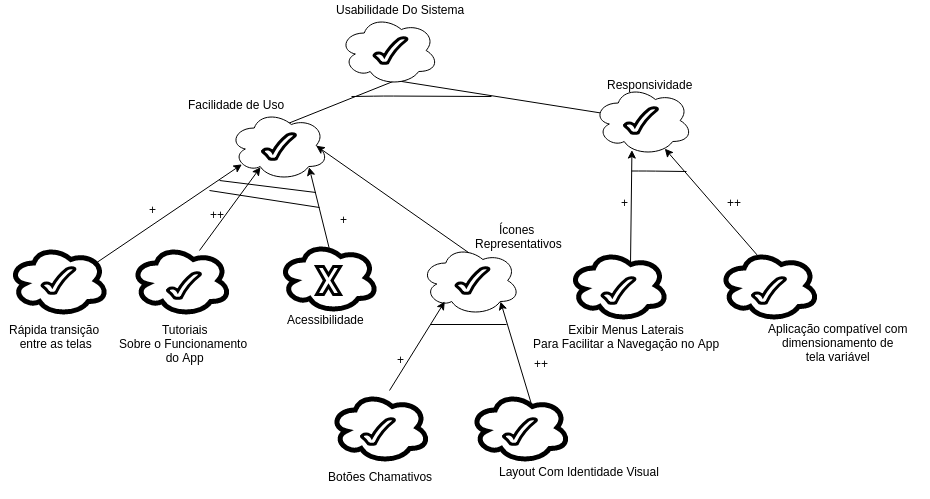 Usabilidade Do Sistema
Responsividade
Facilidade de Uso
+
++
+
+
++
Ícones
Representativos
X
Rápida transição
entre as telas
Tutoriais
Sobre o Funcionamento
do App
Acessibilidade
Exibir Menus Laterais
Para Facilitar a Navegação no App
Aplicação compatível com
dimensionamento de
tela variável
+
++
Botões Chamativos
Layout Com Identidade Visual